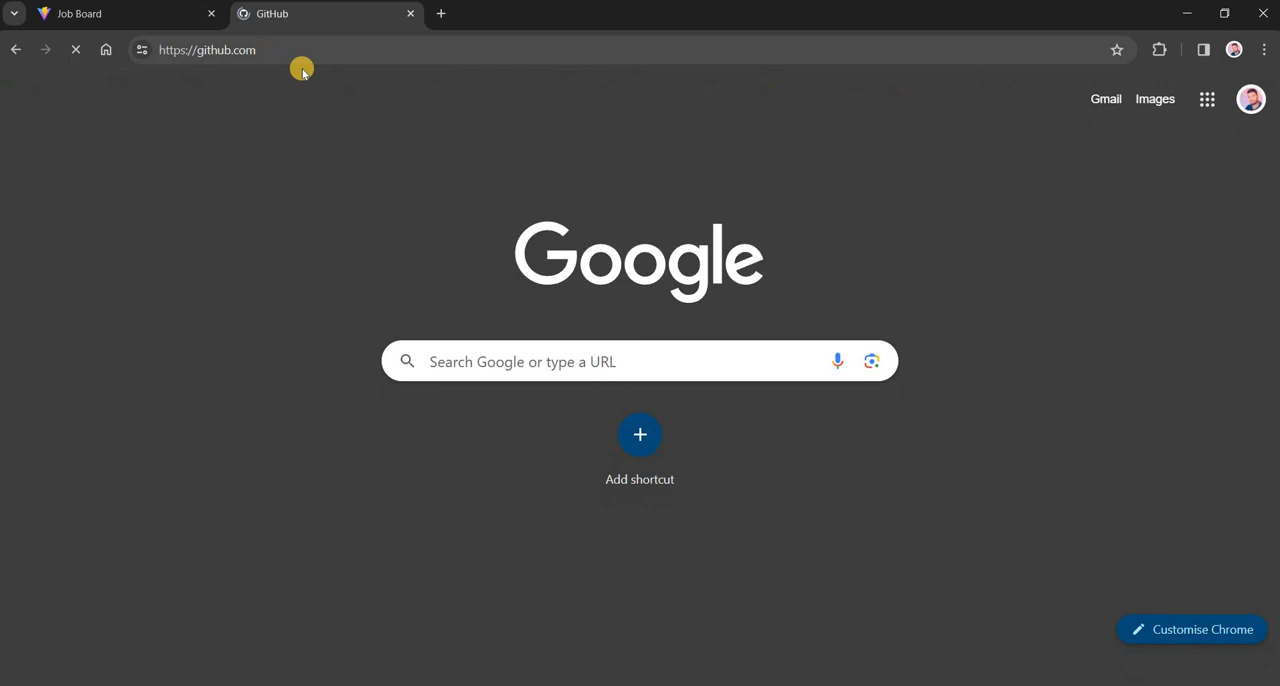 Job Board
GitHub
https://github.com
Gmail
Images
Google
Search Google or type a URL
Add shortcut
Customise Chrome